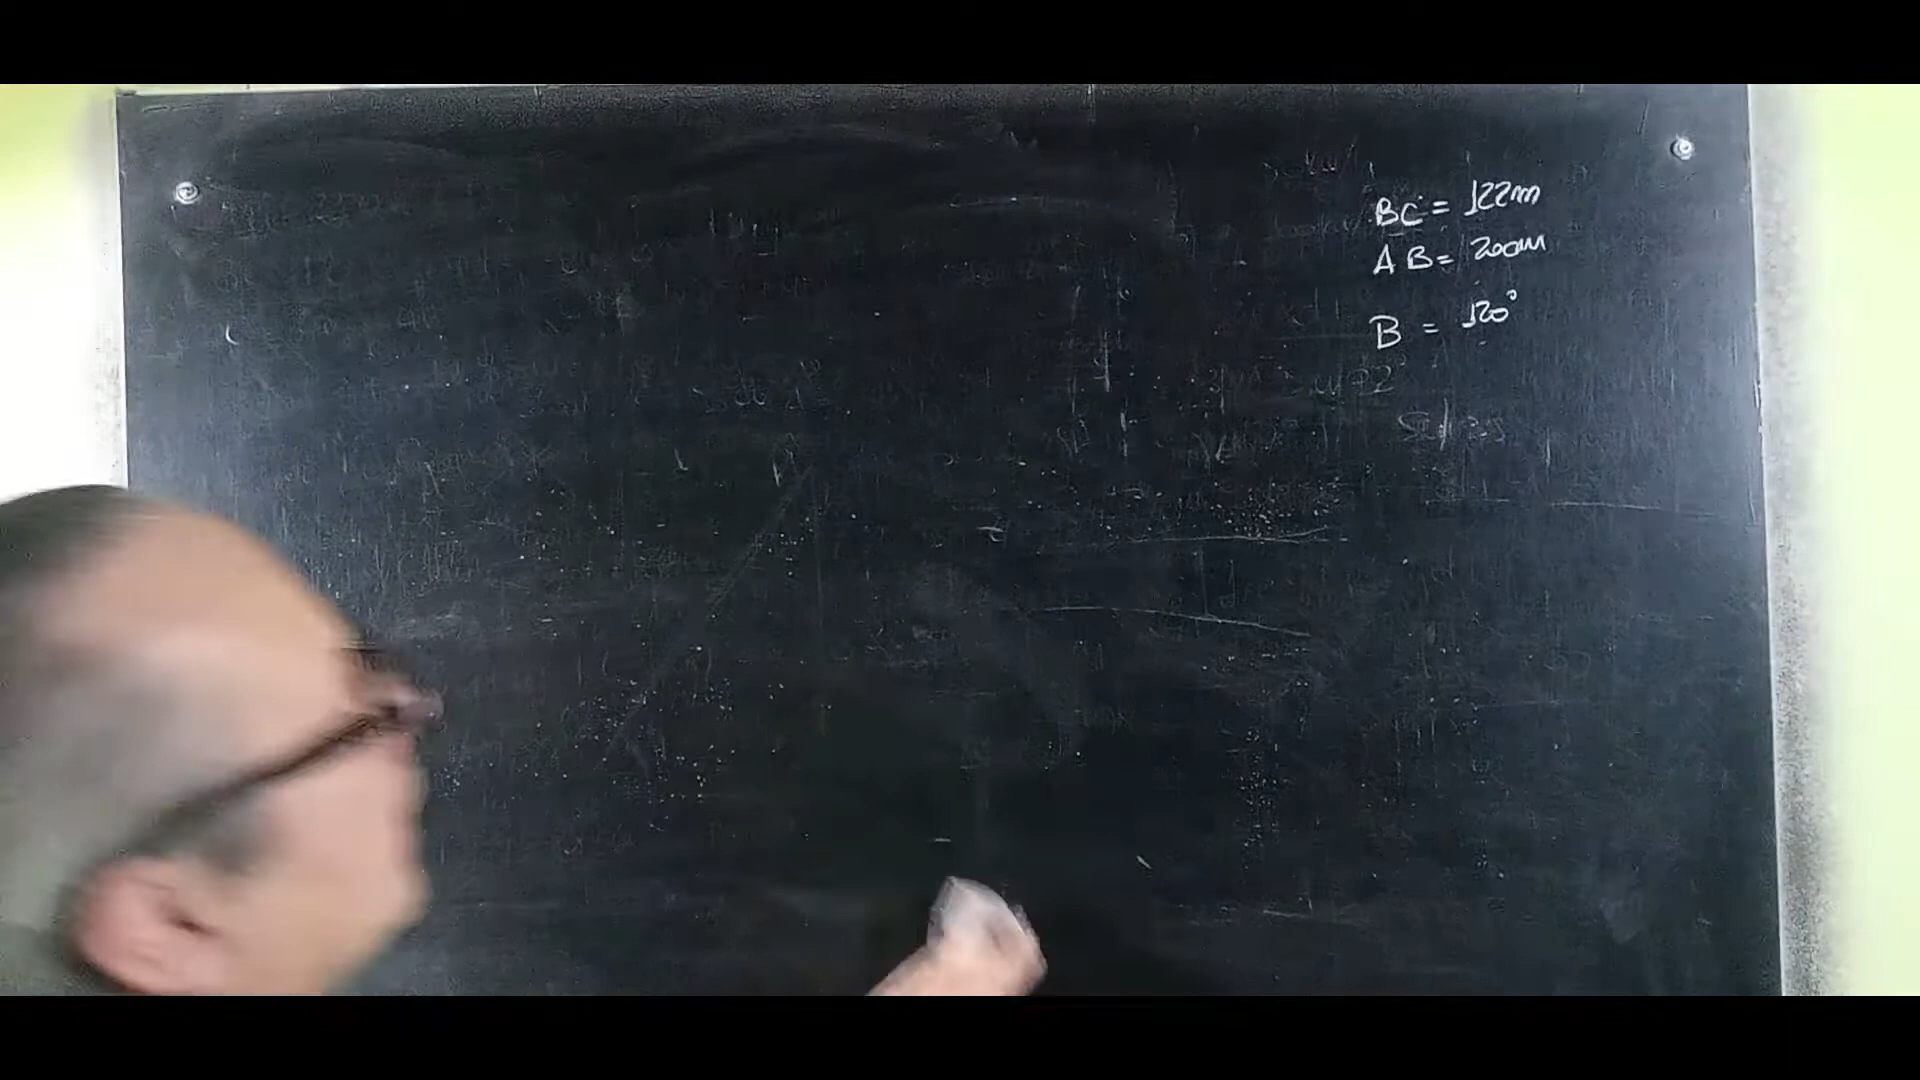 BC = 122m
AB = 200m
B = 120°